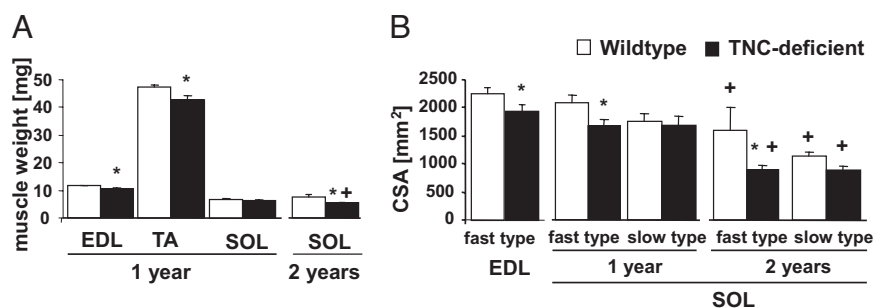 A
B
Wildtype
TNC-deficient
muscle weight [mg]
50
40
30
20
10
0
*
*
*+
EDL TA SOL SOL
1 year 2 years
CSA [mm²]
2500
2000
1500
1000
500
0
*
*
+
*+
+
+
fast type fast type slow type fast type slow type
EDL 1 year 2 years
SOL